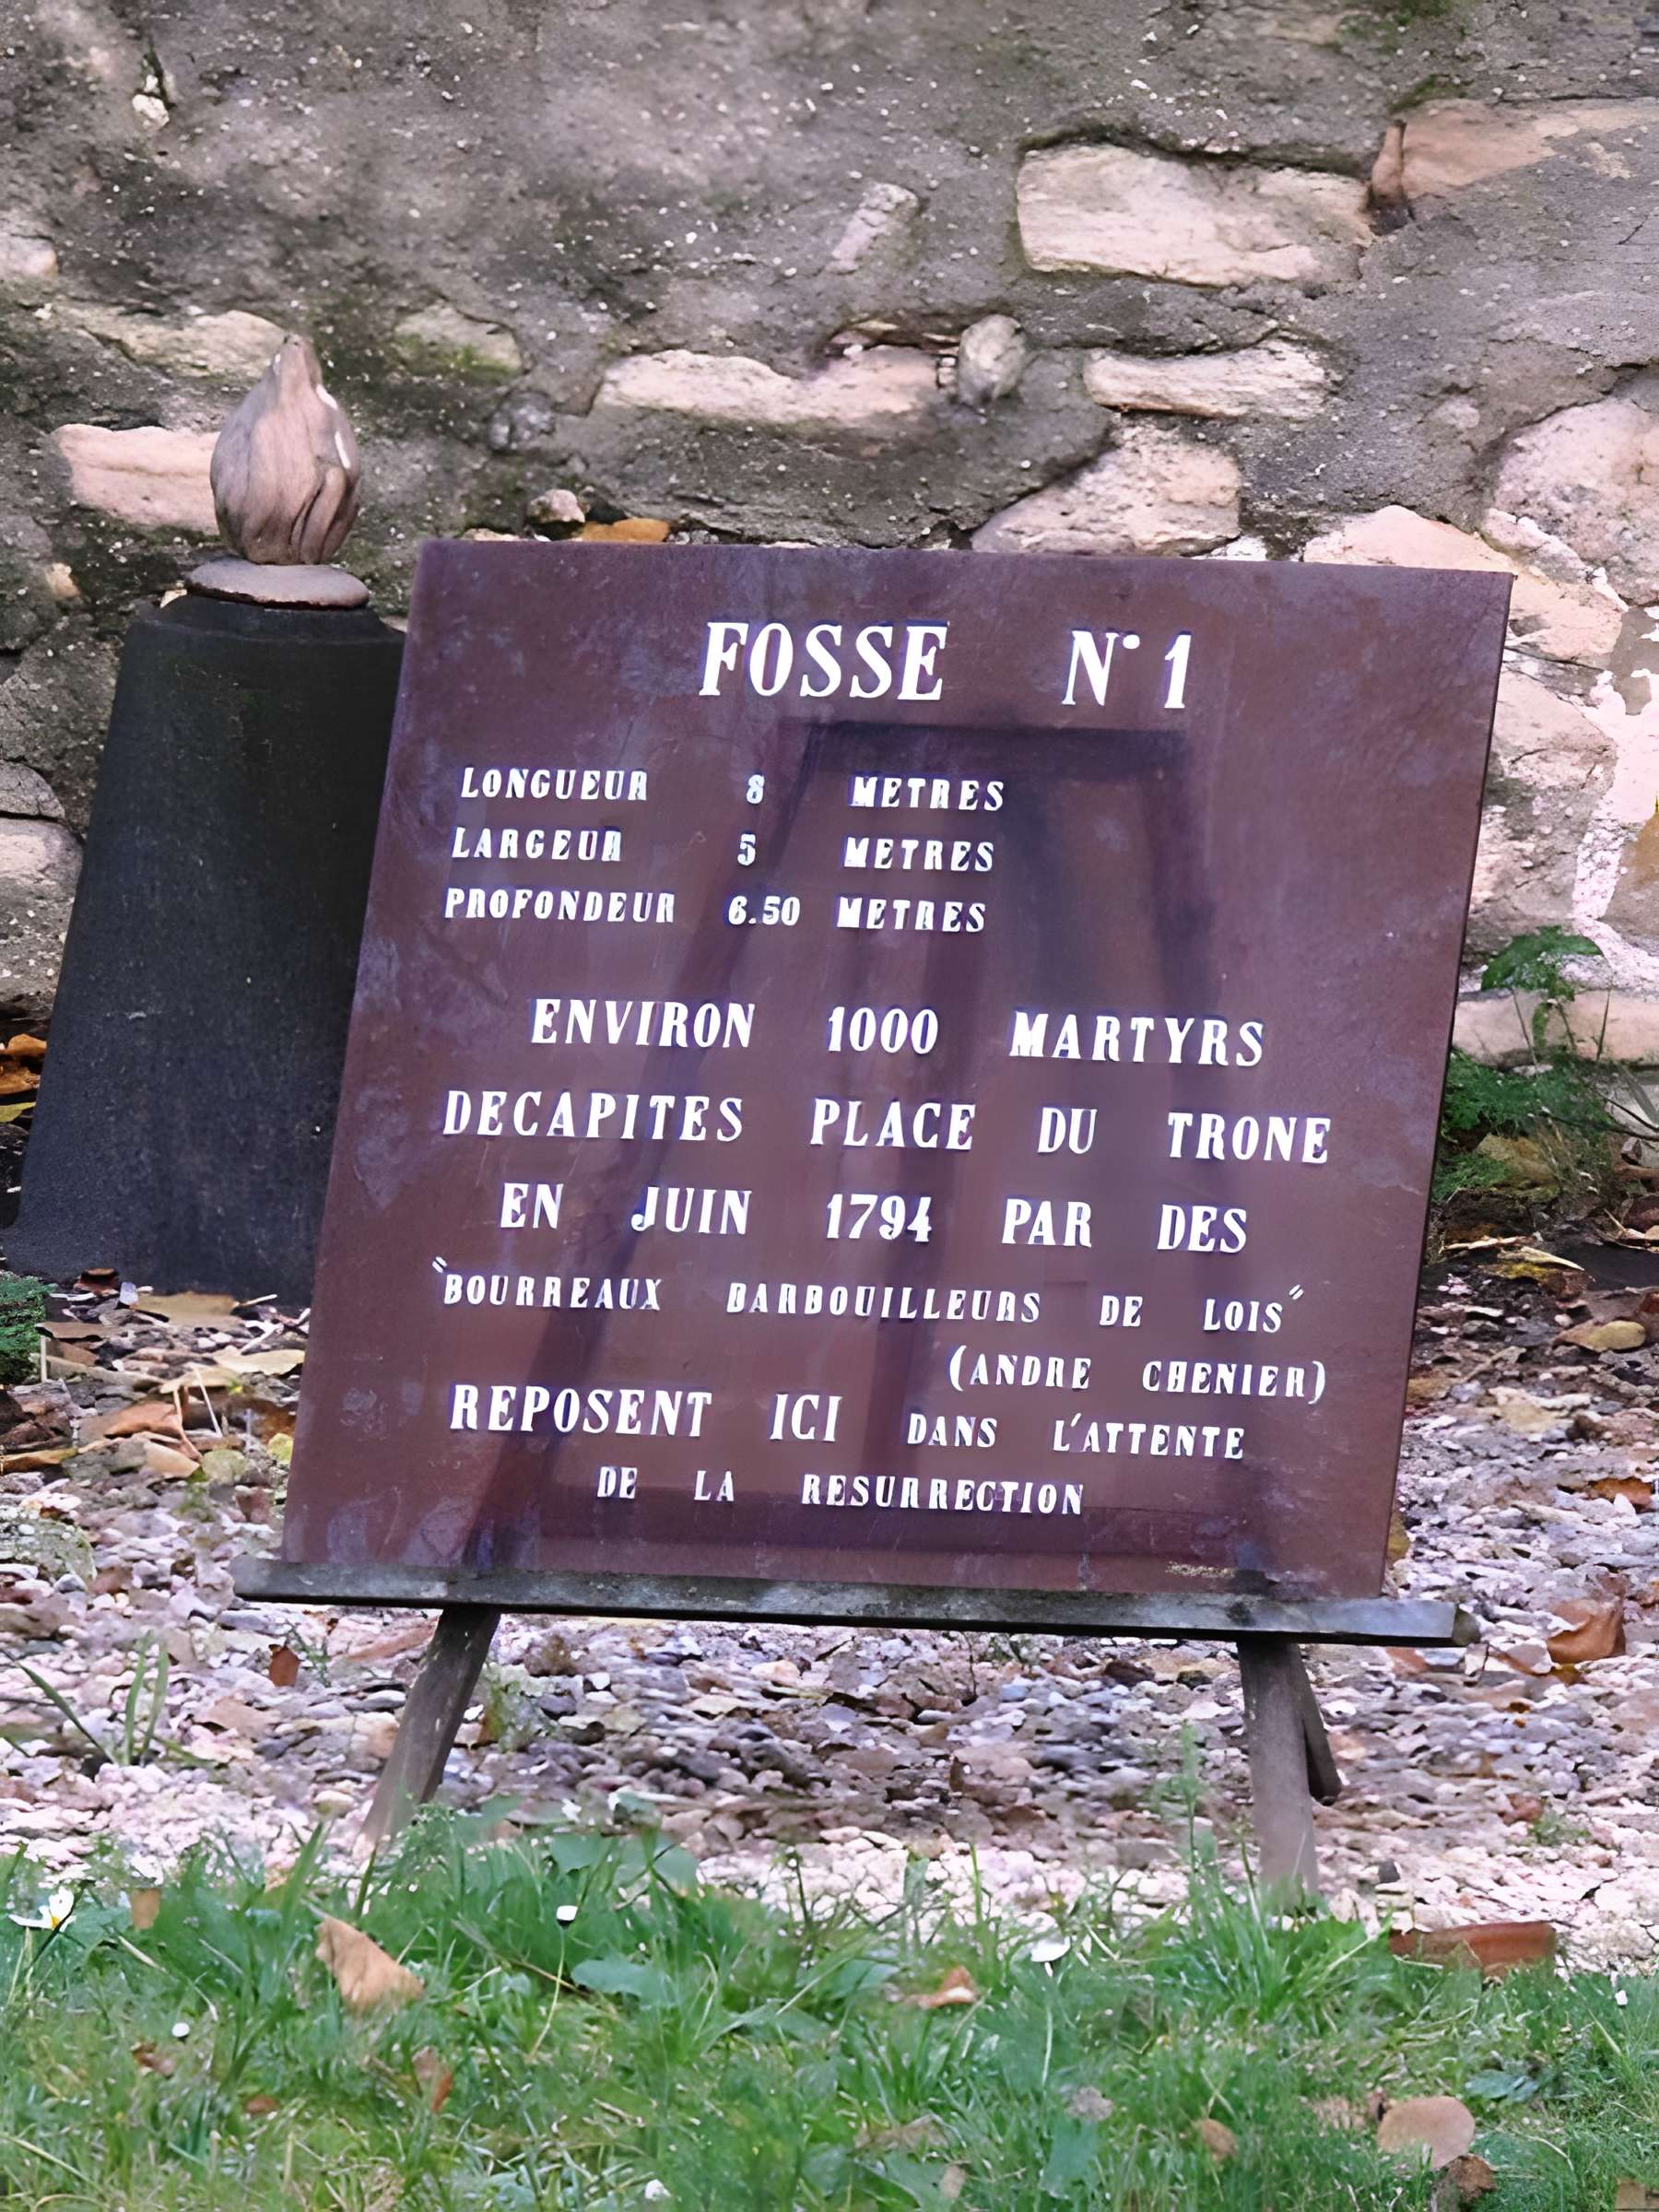 FOSSE N°1
LONGUEUR 8 METRES
LARGEUR 5 METRES
PROFONDEUR 6.50 METRES
ENVIRON 1000 MARTYRS
DECAPITES PLACE DU TRONE
EN JUIN 1794 PAR DES
"BOURREAUX BARBOUILLEURS DE LOIS"
(ANDRE CHENIER)
REPOSENT ICI DANS L'ATTENTE
DE LA RESURRECTION